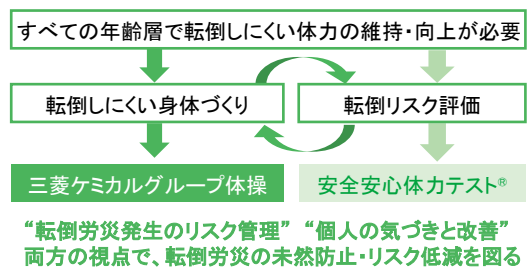 すべての年齢層で転倒しにくい体力の維持・向上が必要
転倒しにくい身体づくり
転倒リスク評価
三菱ケミカルグループ体操
安全安心体力テスト®
“転倒労災発生のリスク管理” “個人の気づきと改善”
両方の視点で、転倒労災の未然防止・リスク低減を図る